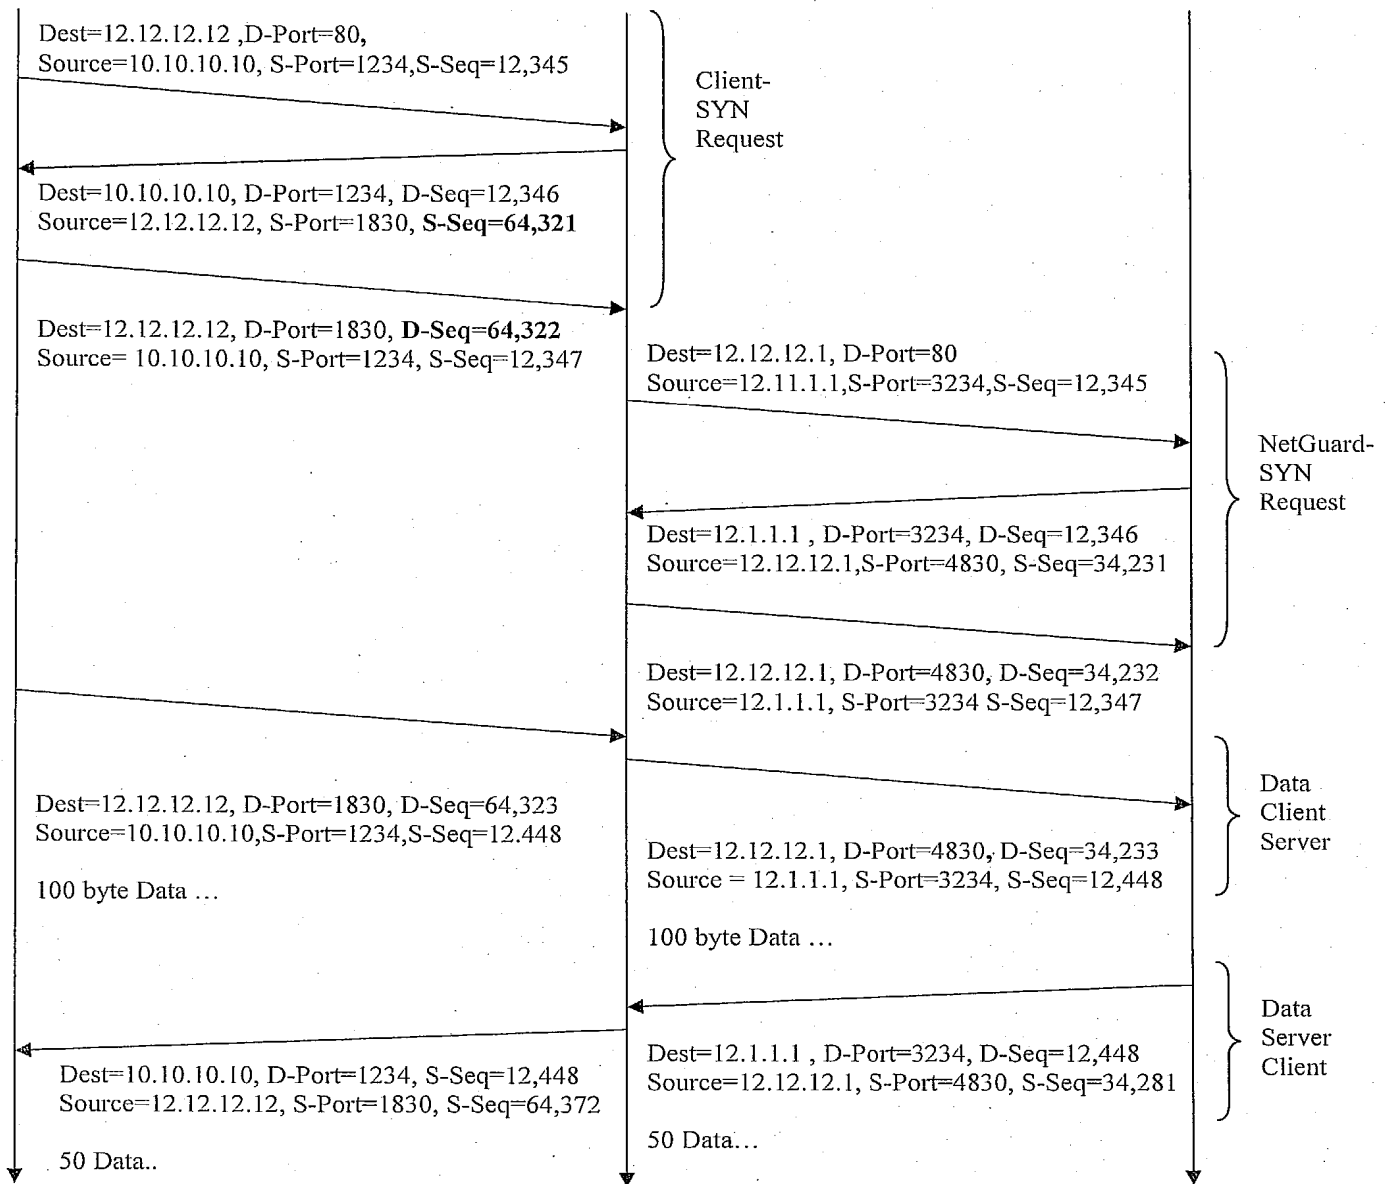 Dest=12.12.12.12 ,D-Port=80,
Source=10.10.10.10, S-Port=1234,S-Seq=12,345
Client-
SYN
Request
Dest=10.10.10.10, D-Port=1234, D-Seq=12,346
Source=12.12.12.12, S-Port=1830, S-Seq=64,321
Dest=12.12.12.12, D-Port=1830, D-Seq=64,322
Source= 10.10.10.10, S-Port=1234, S-Seq=12,347
Dest=12.12.12.1, D-Port=80
Source=12.11.1.1,S-Port=3234,S-Seq=12,345
NetGuard-
SYN
Request
Dest=12.1.1.1 , D-Port=3234, D-Seq=12,346
Source=12.12.12.1,S-Port=4830, S-Seq=34,231
Dest=12.12.12.1, D-Port=4830, D-Seq=34,232
Source=12.1.1.1, S-Port=3234 S-Seq=12,347
Dest=12.12.12.12, D-Port=1830, D-Seq=64,323
Source=10.10.10.10,S-Port=1234,S-Seq=12.448
100 byte Data ...
Data
Client
Server
Dest=12.12.12.1, D-Port=4830, D-Seq=34,233
Source = 12.1.1.1, S-Port=3234, S-Seq=12,448
100 byte Data ...
Data
Server
Client
Dest=12.1.1.1 , D-Port=3234, D-Seq=12,448
Source=12.12.12.1, S-Port=4830, S-Seq=34,281
50 Data...
Dest=10.10.10.10, D-Port=1234, S-Seq=12,448
Source=12.12.12.12, S-Port=1830, S-Seq=64,372
50 Data..